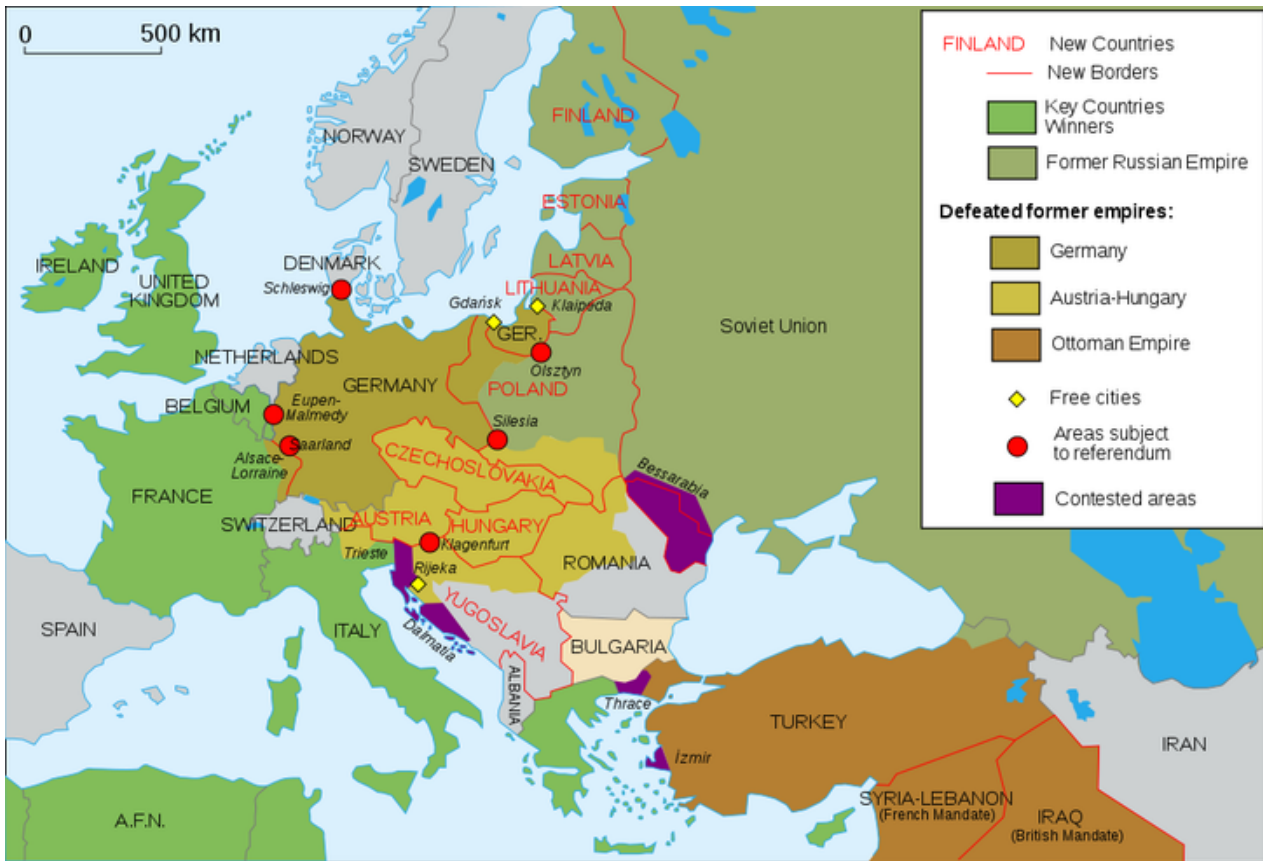 0 500 km
FINLAND New Countries
New Borders
Key Countries
Winners
Former Russian Empire
Defeated former empires:
Germany
Austria-Hungary
Ottoman Empire
Free cities
Areas subject
to referendum
Contested areas
FINLAND
NORWAY
SWEDEN
ESTONIA
IRELAND
DENMARK
LATVIA
UNITED
KINGDOM
Schleswig
LITHUANIA
Gdańsk
Klaipėda
GER.
Soviet Union
NETHERLANDS
Olsztyn
GERMANY
POLAND
BELGIUM
Eupen-
Malmedy
Silesia
Saarland
Alsace-
Lorraine
CZECHOSLOVAKIA
Bessarabia
FRANCE
SWITZERLAND
AUSTRIA
HUNGARY
Klagenfurt
Trieste
ROMANIA
Rijeka
YUGOSLAVIA
SPAIN
ITALY
Dalmatia
BULGARIA
ALBANIA
Thrace
TURKEY
IRAN
İzmir
SYRIA-LEBANON
(French Mandate)
A.F.N.
IRAQ
(British Mandate)